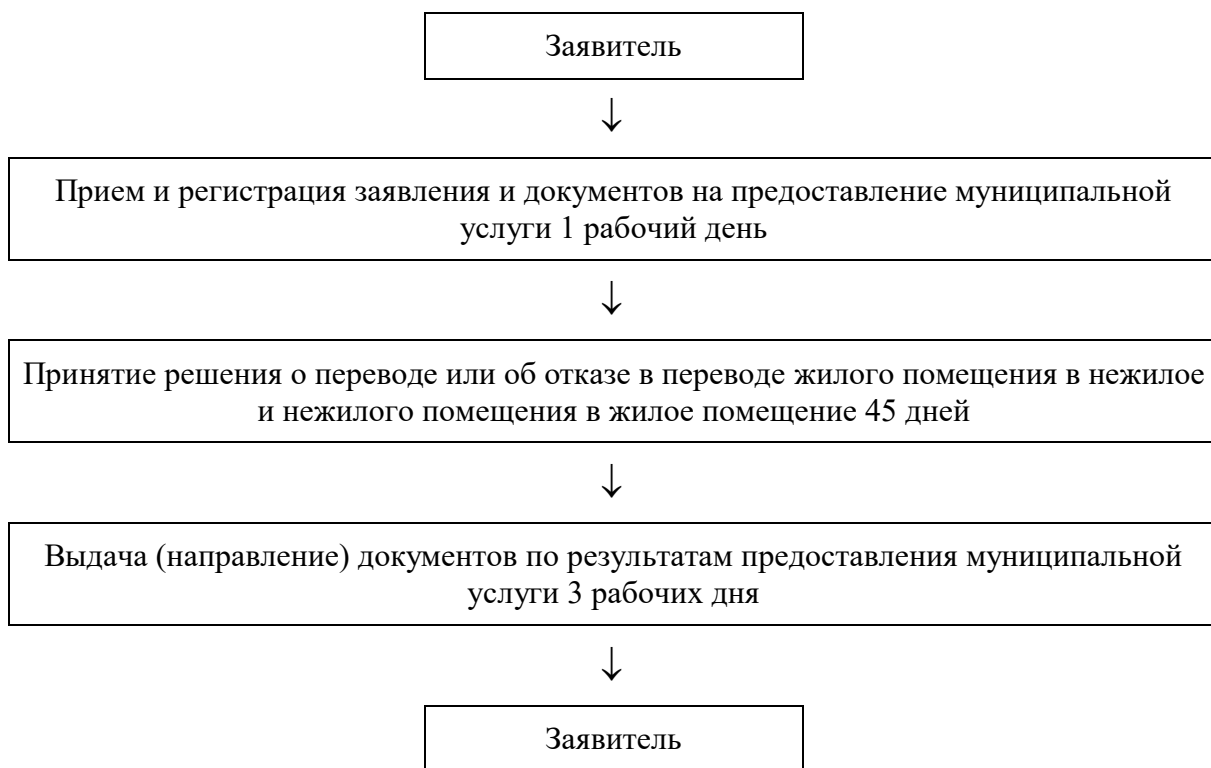 Заявитель
↓
Прием и регистрация заявления и документов на предоставление муниципальной
услуги 1 рабочий день
↓
Принятие решения о переводе или об отказе в переводе жилого помещения в нежилое
и нежилого помещения в жилое помещение 45 дней
↓
Выдача (направление) документов по результатам предоставления муниципальной
услуги 3 рабочих дня
↓
Заявитель